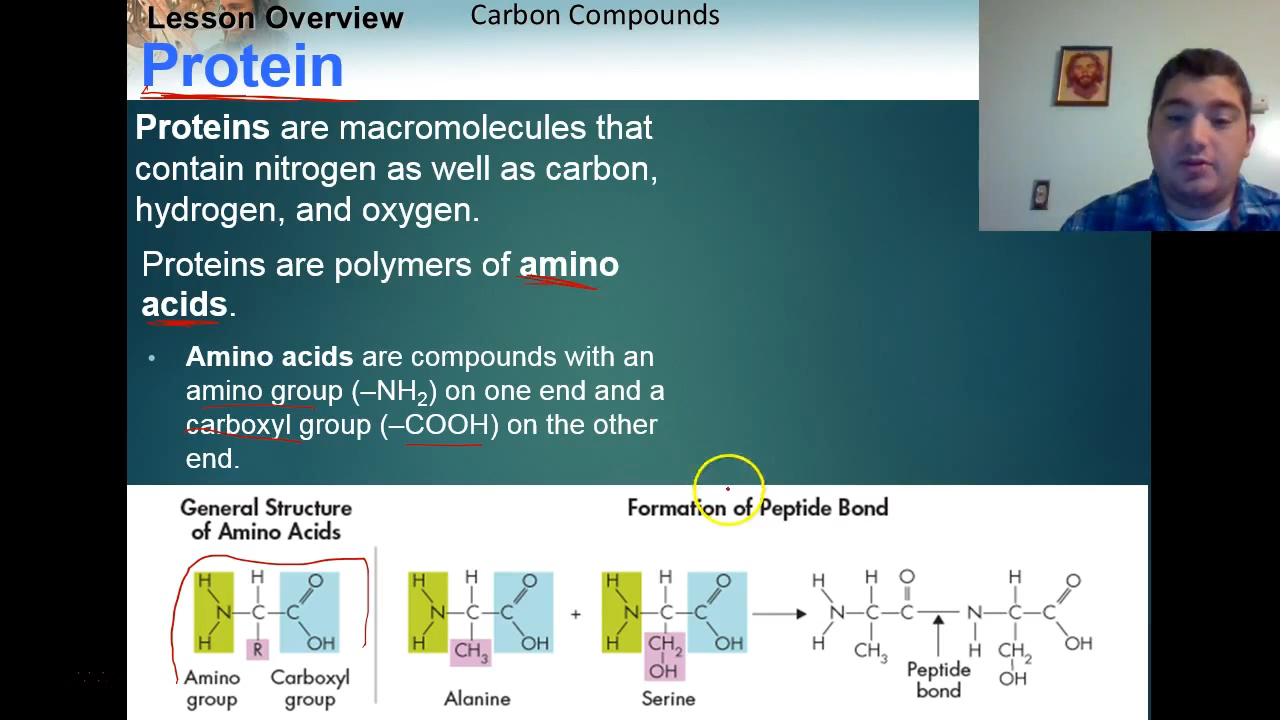 Lesson Overview
Carbon Compounds
Protein
Proteins are macromolecules that
contain nitrogen as well as carbon,
hydrogen, and oxygen.
Proteins are polymers of amino
acids.
• Amino acids are compounds with an
amino group (–NH₂) on one end and a
carboxyl group (–COOH) on the other
end.
General Structure
of Amino Acids
H H O
N C C
H R OH
Amino
group
Carboxyl
group
Formation of Peptide Bond
H H O
N C C
H CH₃ OH
Alanine
+
H H O
N C C
H CH₂ OH
OH
Serine
H H O H O
N C C N C C
H CH₃ H CH₂ OH
OH
Peptide
bond